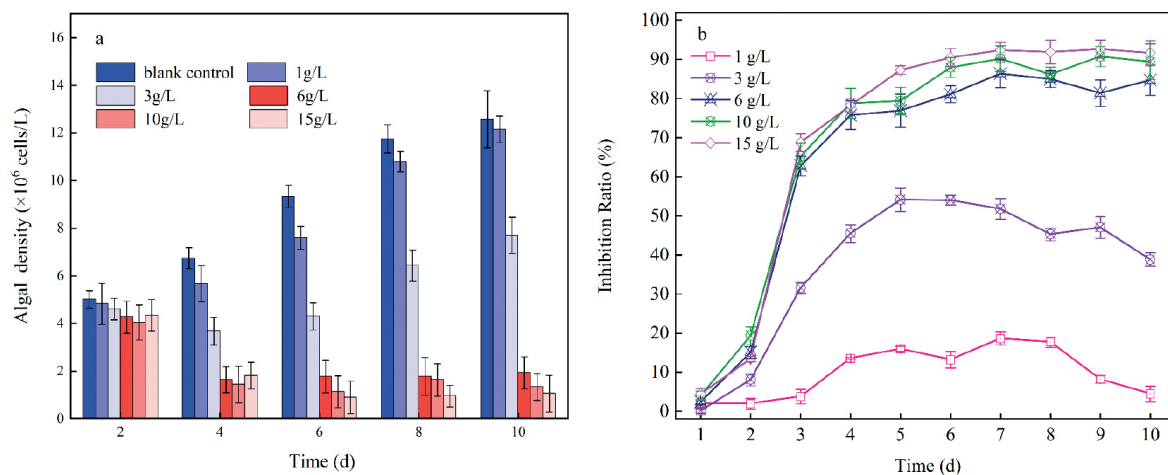 a
blank control 1g/L
3g/L 6g/L
10g/L 15g/L
Algal density (×10⁶ cells/L)
16
14
12
10
8
6
4
2
0
2 4 6 8 10
Time (d)
b
1 g/L
3 g/L
6 g/L
10 g/L
15 g/L
Inhibition Ratio (%)
100
90
80
70
60
50
40
30
20
10
0
1 2 3 4 5 6 7 8 9 10
Time (d)